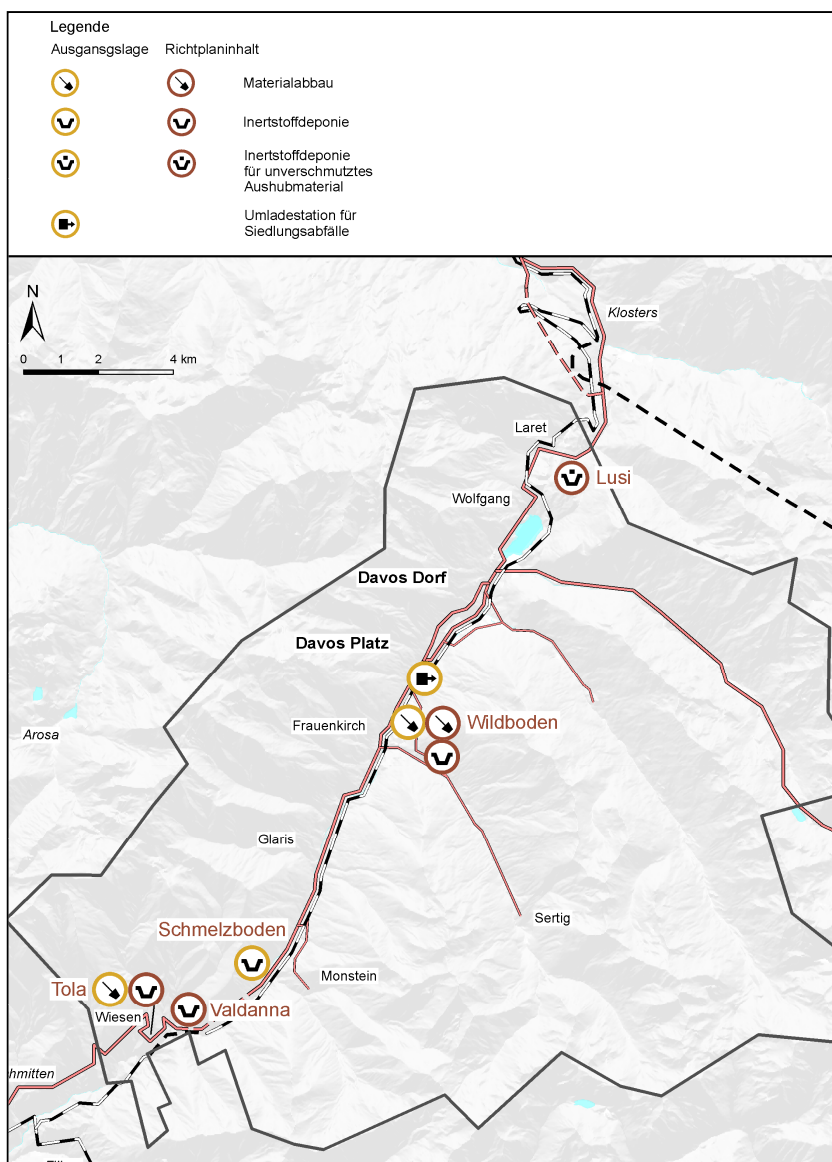 Legende
Ausgangslage Richtplaninhalt
Materialabbau
Inertstoffdeponie
Inertstoffdeponie
für unverschmutztes
Aushubmaterial
Umladestation für
Siedlungsabfälle
N
0 1 2 4 km
Klosters
Laret
Lusi
Wolfgang
Davos Dorf
Davos Platz
Frauenkirch
Wildboden
Arosa
Glaris
Sertig
Schmelzboden
Monstein
Tola
Wiesen
Valdanna
hmitten